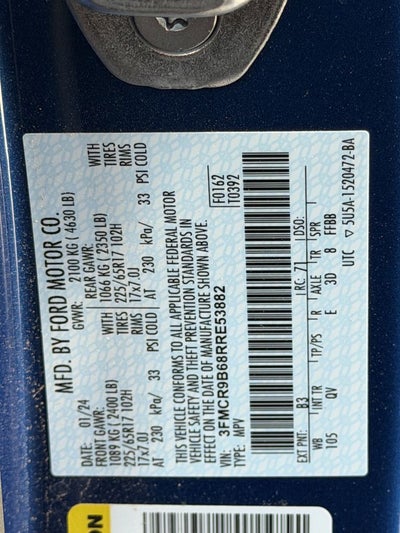 MFD. BY FORD MOTOR CO.
DATE: 01/24
GVWR: 2100 KG ( 4630 LB)
FRONT GAWR: REAR GAWR:
1089 KG ( 2400 LB) WITH 1066 KG ( 2350 LB) WITH
225/65R17 102H TIRES 225/65R17 102H TIRES
17x7.0J RIMS 17x7.0J RIMS
AT 230 kPa/ 33 PSI COLD AT 230 kPa/ 33 PSI COLD
THIS VEHICLE CONFORMS TO ALL APPLICABLE FEDERAL MOTOR
VEHICLE SAFETY AND THEFT PREVENTION STANDARDS IN
EFFECT ON THE DATE OF MANUFACTURE SHOWN ABOVE.
F0162
T0392
VIN: 3FMCR9B68RRE53882
TYPE: MPV
EXT PNT: B3 RC: 71 DSO:
WB INT TR TP/PS R AXLE TR SPR
105 QV E 3D 8 FFBB
UTC ▽ 5U5A-1520472-BA
ON